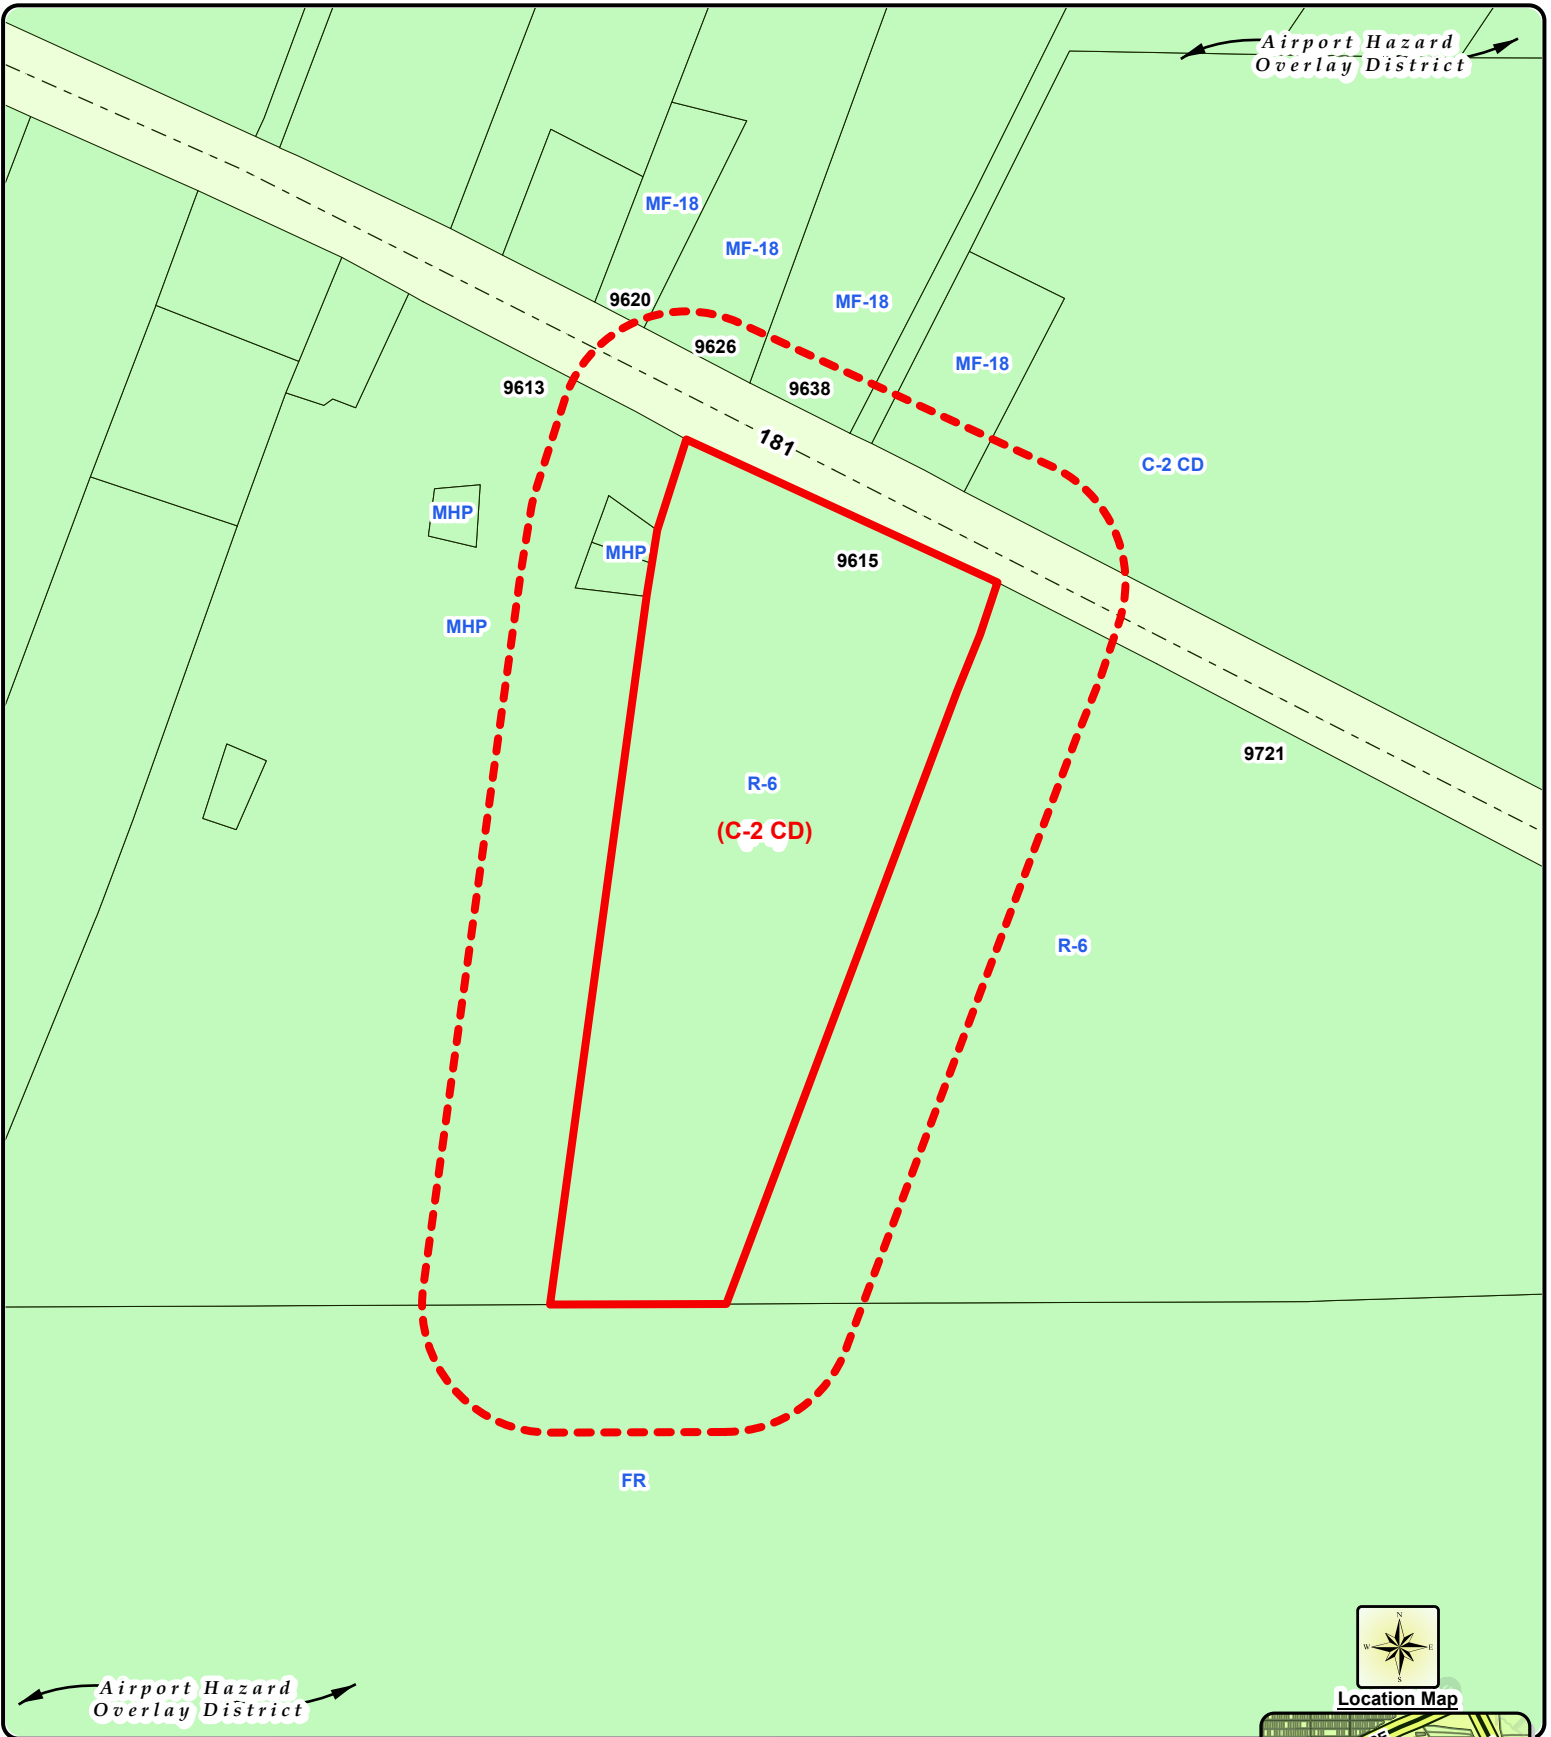 Airport Hazard
Overlay District
MF-18
MF-18
9620
MF-18
9626
MF-18
9613
9638
181
C-2 CD
MHP
MHP
9615
MHP
9721
R-6
(C-2 CD)
R-6
FR
N
W E
S
Airport Hazard
Overlay District
Location Map